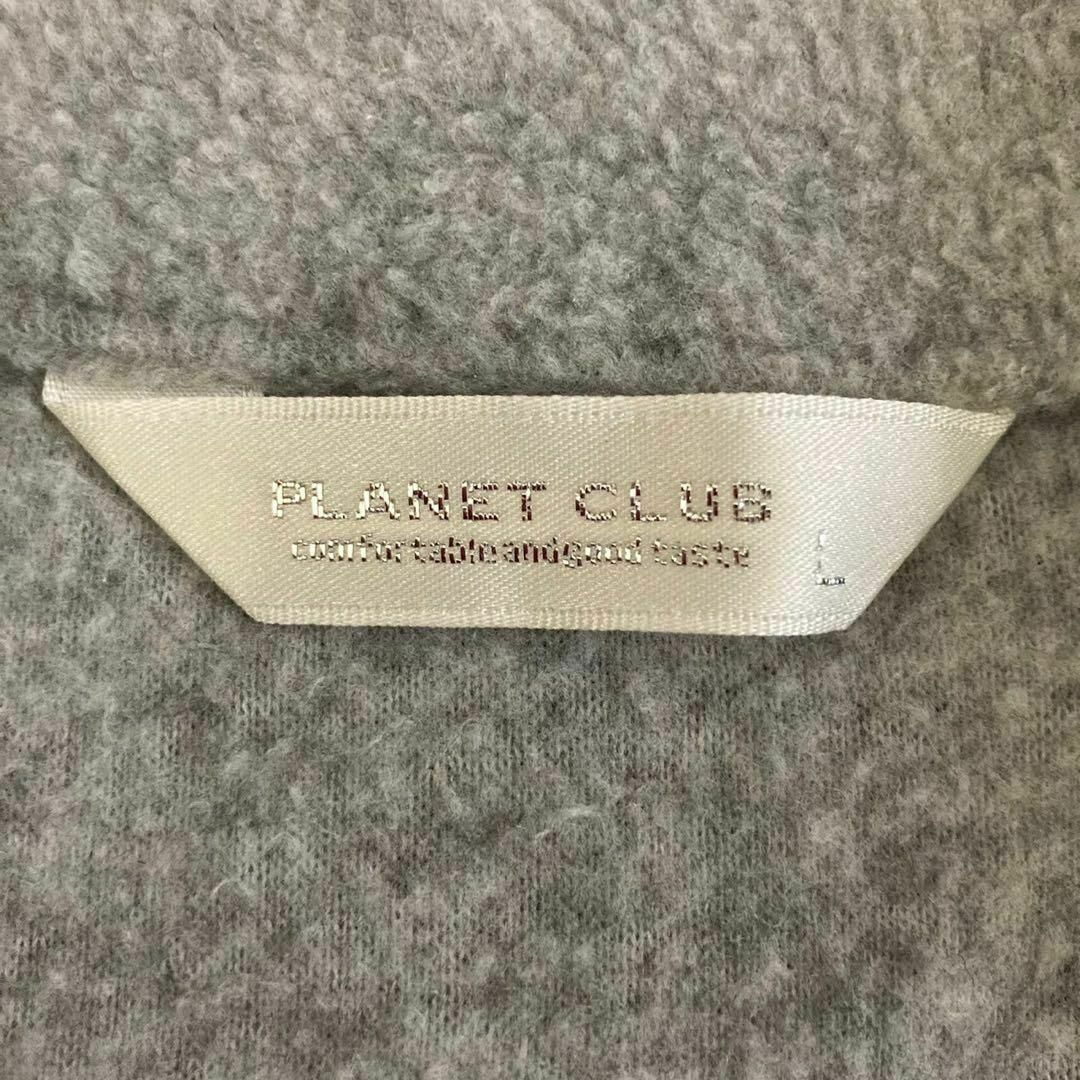 PLANET CLUB
comfortable and good taste
L